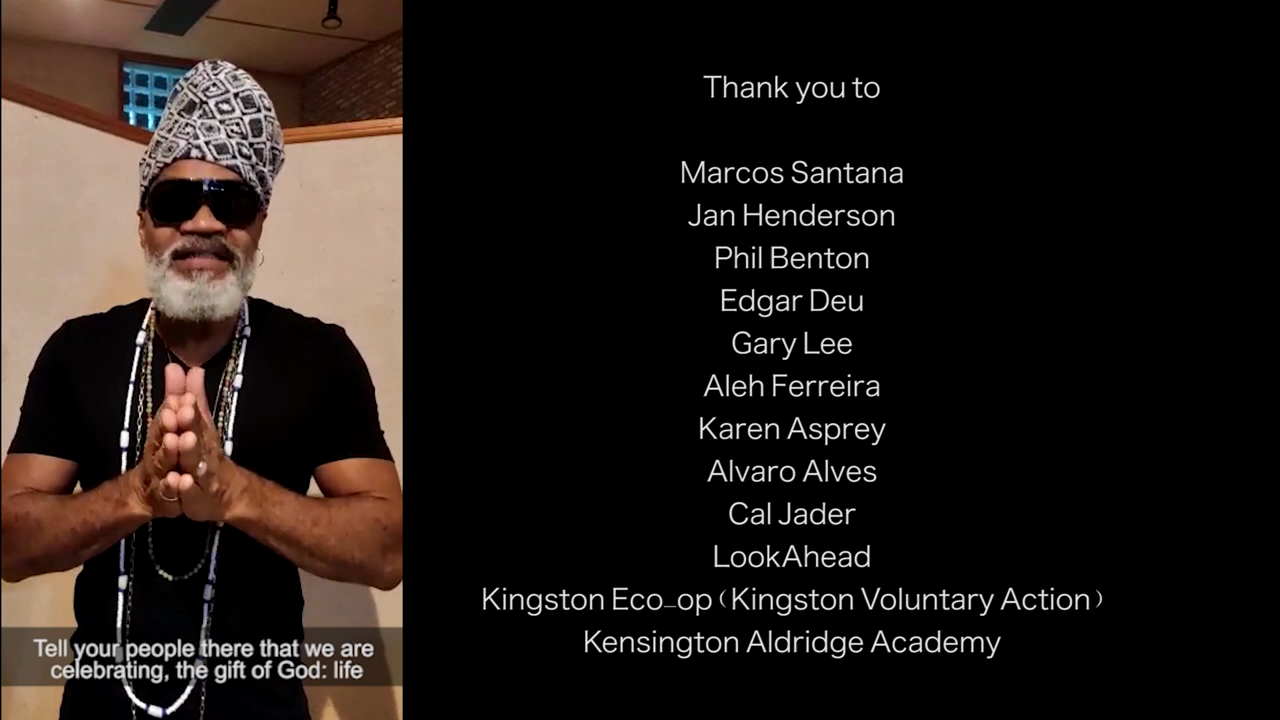 Tell your people there that we are
celebrating, the gift of God: life
Thank you to
Marcos Santana
Jan Henderson
Phil Benton
Edgar Deu
Gary Lee
Aleh Ferreira
Karen Asprey
Alvaro Alves
Cal Jader
LookAhead
Kingston Eco-op (Kingston Voluntary Action)
Kensington Aldridge Academy